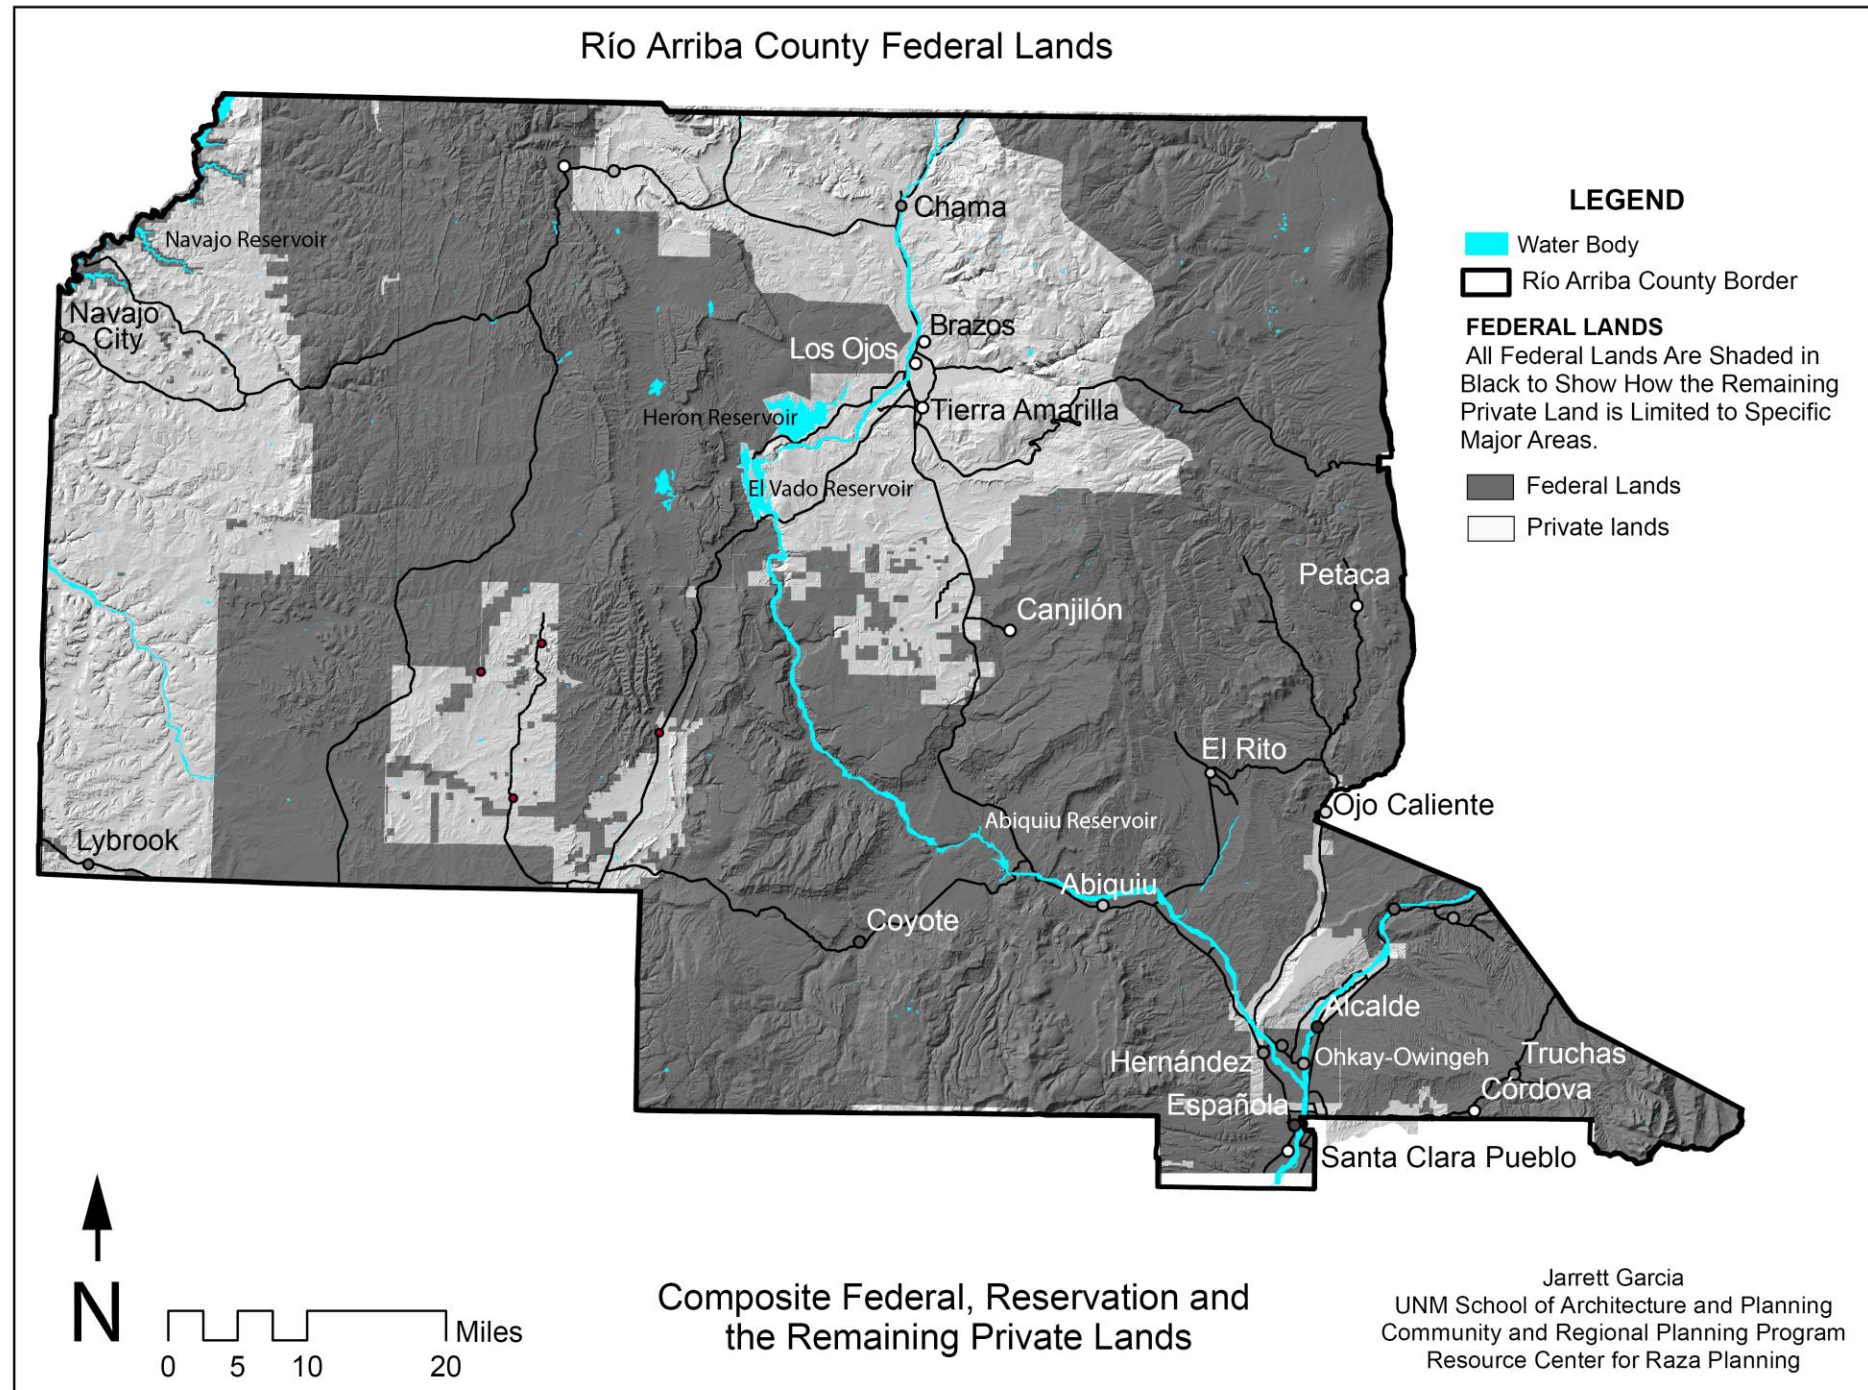 Río Arriba County Federal Lands
Chama
Navajo Reservoir
Navajo
City
Brazos
Los Ojos
Heron Reservoir
Tierra Amarilla
El Vado Reservoir
Petaca
Canjilón
El Rito
Ojo Caliente
Abiquiu Reservoir
Lybrook
Abiquiu
Coyote
Alcalde
Hernández
Ohkay-Owingeh
Truchas
Córdova
Española
Santa Clara Pueblo
LEGEND
Water Body
Río Arriba County Border
FEDERAL LANDS
All Federal Lands Are Shaded in
Black to Show How the Remaining
Private Land is Limited to Specific
Major Areas.
Federal Lands
Private lands
N
Miles
0 5 10 20
Composite Federal, Reservation and
the Remaining Private Lands
Jarrett Garcia
UNM School of Architecture and Planning
Community and Regional Planning Program
Resource Center for Raza Planning